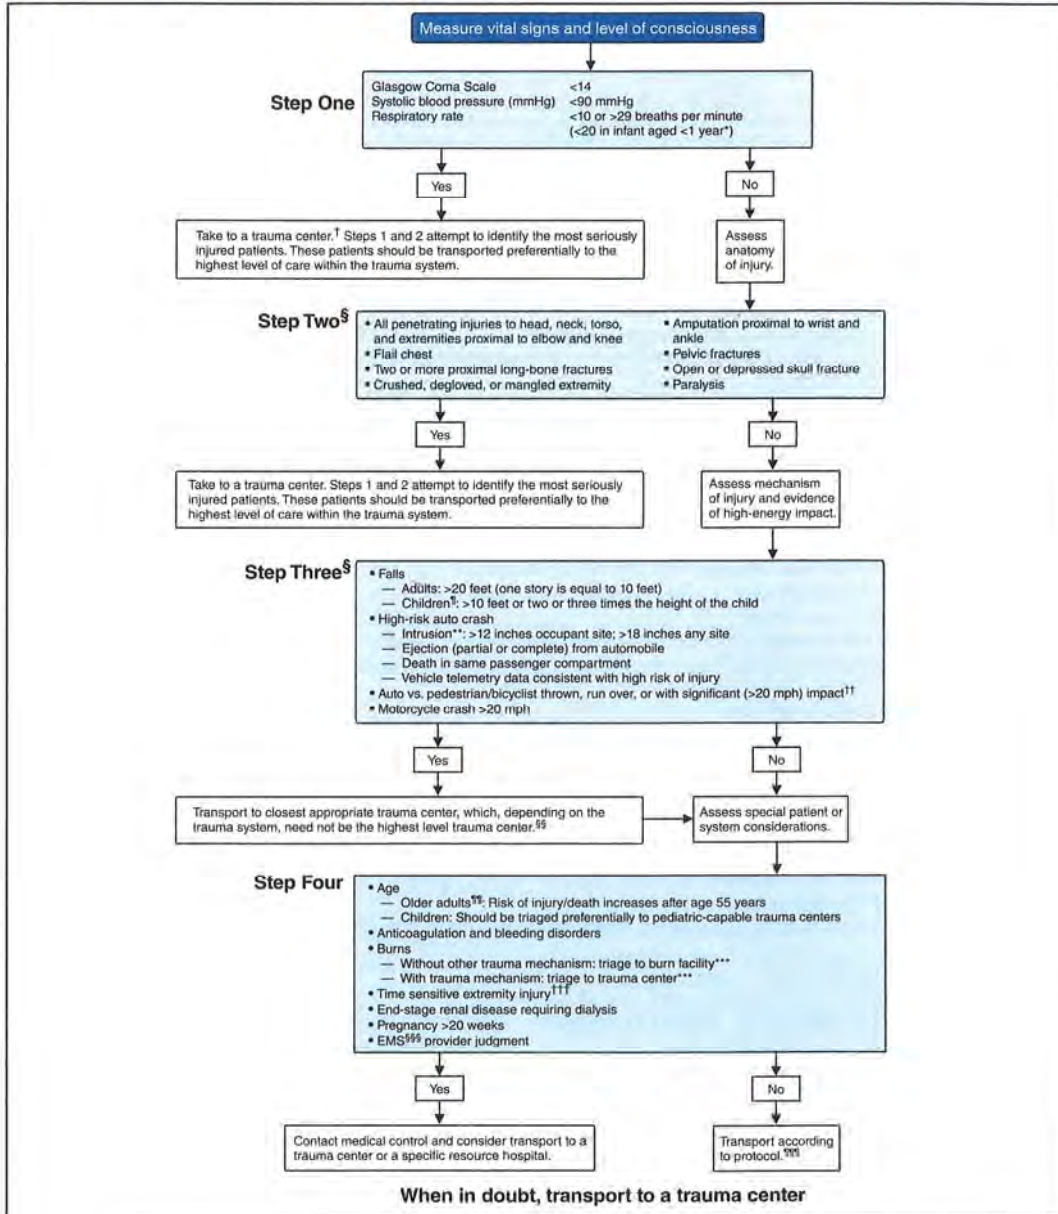 Measure vital signs and level of consciousness
Step One
Glasgow Coma Scale <14
Systolic blood pressure (mmHg) <90 mmHg
Respiratory rate <10 or >29 breaths per minute
(<20 in infant aged <1 year*)
Yes
No
Take to a trauma center.† Steps 1 and 2 attempt to identify the most seriously
injured patients. These patients should be transported preferentially to the
highest level of care within the trauma system.
Assess
anatomy
of injury.
Step Two§
• All penetrating injuries to head, neck, torso,
and extremities proximal to elbow and knee
• Flail chest
• Two or more proximal long-bone fractures
• Crushed, degloved, or mangled extremity
• Amputation proximal to wrist and
ankle
• Pelvic fractures
• Open or depressed skull fracture
• Paralysis
Yes
No
Take to a trauma center. Steps 1 and 2 attempt to identify the most seriously
injured patients. These patients should be transported preferentially to the
highest level of care within the trauma system.
Assess mechanism
of injury and evidence
of high-energy impact.
Step Three§
• Falls
— Adults: >20 feet (one story is equal to 10 feet)
— Children¶: >10 feet or two or three times the height of the child
• High-risk auto crash
— Intrusion**: >12 inches occupant site; >18 inches any site
— Ejection (partial or complete) from automobile
— Death in same passenger compartment
— Vehicle telemetry data consistent with high risk of injury
• Auto vs. pedestrian/bicyclist thrown, run over, or with significant (>20 mph) impact††
• Motorcycle crash >20 mph
Yes
No
Transport to closest appropriate trauma center, which, depending on the
trauma system, need not be the highest level trauma center.§§
Assess special patient or
system considerations.
Step Four
• Age
— Older adults¶¶: Risk of injury/death increases after age 55 years
— Children: Should be triaged preferentially to pediatric-capable trauma centers
• Anticoagulation and bleeding disorders
• Burns
— Without other trauma mechanism: triage to burn facility***
— With trauma mechanism: triage to trauma center***
• Time sensitive extremity injury†††
• End-stage renal disease requiring dialysis
• Pregnancy >20 weeks
• EMS§§§ provider judgment
Yes
No
Contact medical control and consider transport to a
trauma center or a specific resource hospital.
Transport according
to protocol.¶¶¶
When in doubt, transport to a trauma center